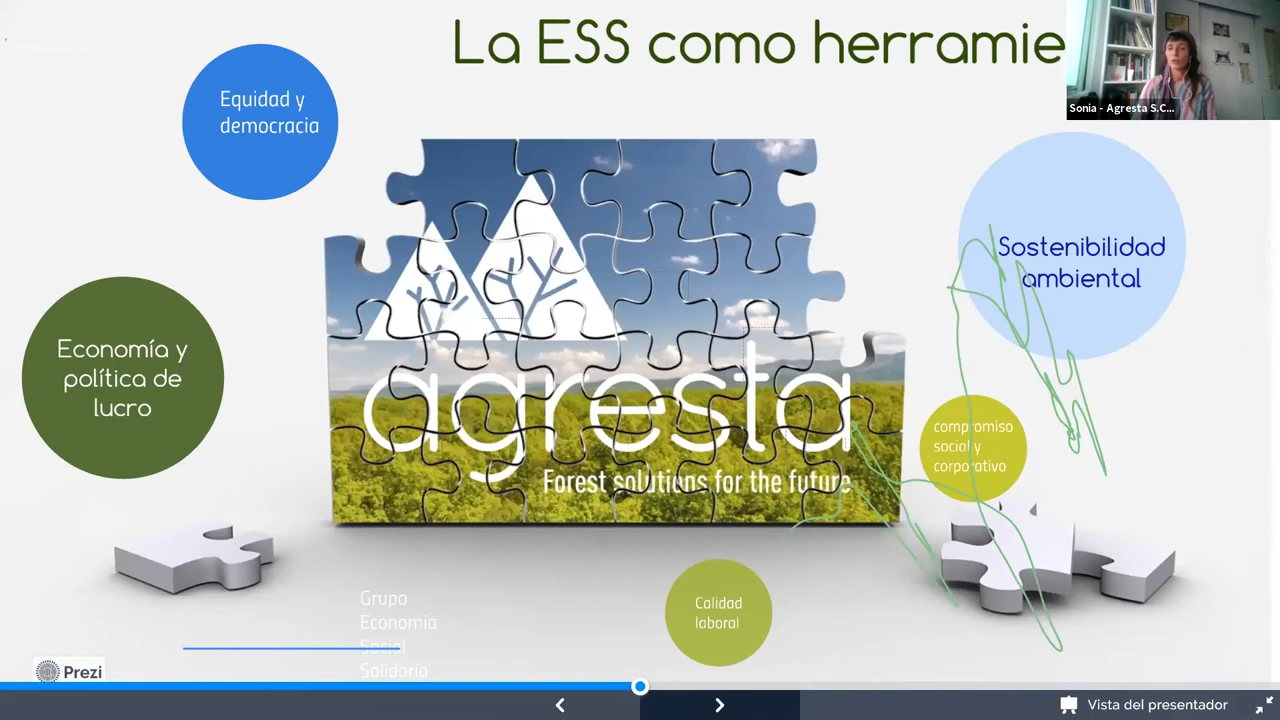 La ESS como herramie
Sonia - Agresta S.C...
Equidad y
democracia
Sostenibilidad
ambiental
Economía y
política de
lucro
agresta
Forest solutions for the future
compromiso
social y
corporativo
Calidad
laboral
Grupo
Economía
Social
Solidaria
Prezi
Vista del presentador